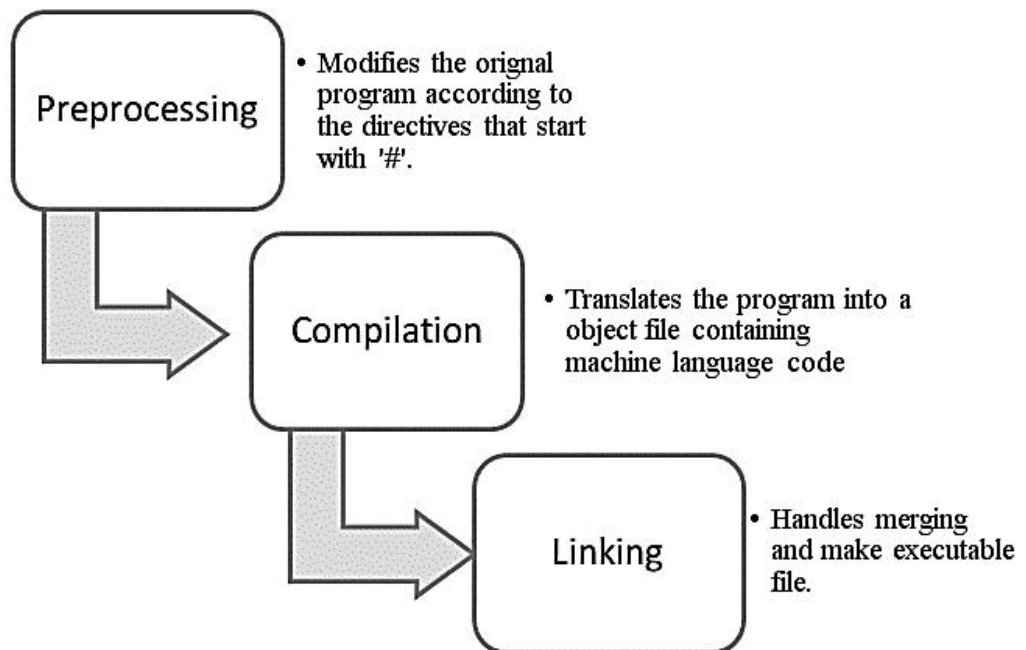 Preprocessing
• Modifies the orignal
program according to
the directives that start
with '#'.
Compilation
• Translates the program into a
object file containing
machine language code
Linking
• Handles merging
and make executable
file.